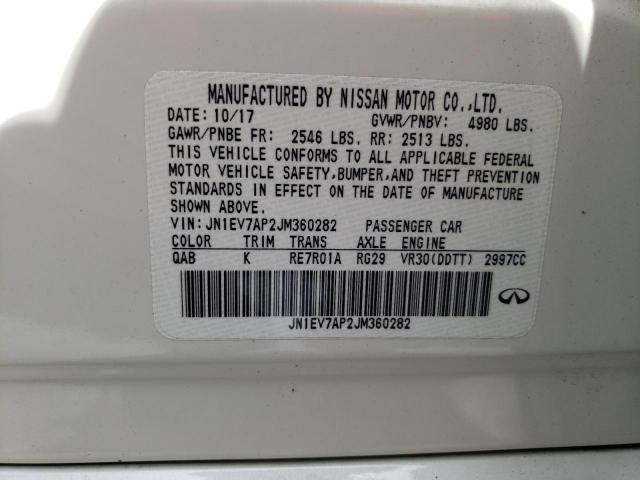 MANUFACTURED BY NISSAN MOTOR CO.,LTD.
DATE: 10/17 GVWR/PNBV: 4980 LBS.
GAWR/PNBE FR: 2546 LBS. RR: 2513 LBS.
THIS VEHICLE CONFORMS TO ALL APPLICABLE FEDERAL
MOTOR VEHICLE SAFETY,BUMPER,AND THEFT PREVENTION
STANDARDS IN EFFECT ON THE DATE OF MANUFACTURE
SHOWN ABOVE.
VIN:JN1EV7AP2JM360282 PASSENGER CAR
COLOR TRIM TRANS AXLE ENGINE
QAB K RE7R01A RG29 VR30(DDTT) 2997CC
JN1EV7AP2JM360282